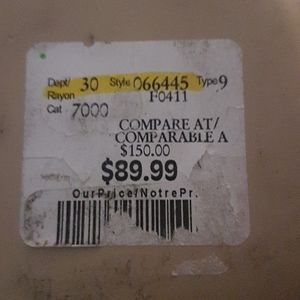 Dept/ 30 Style 066445 Type 9
Rayon F0411
Cat 7000
COMPARE AT/
COMPARABLE A
$150.00
$89.99
OurPrice/NotrePr.